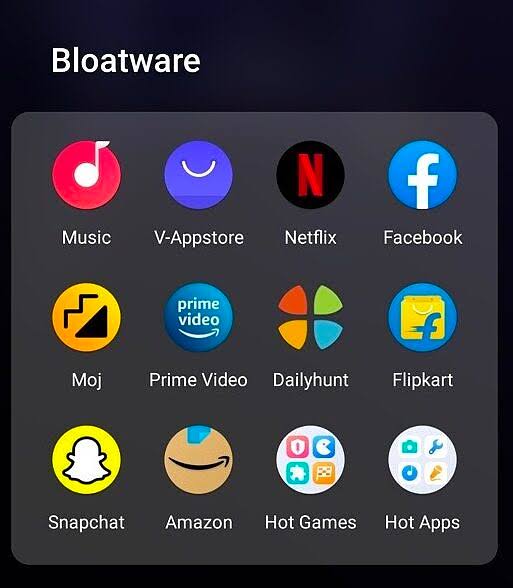 Bloatware
Music V-Appstore Netflix Facebook
prime
video
Moj Prime Video Dailyhunt Flipkart
Snapchat Amazon Hot Games Hot Apps